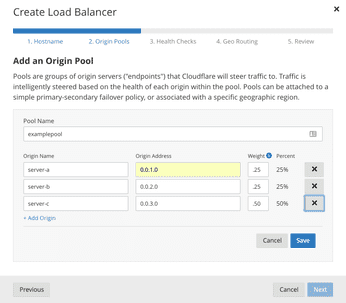 Create Load Balancer
1. Hostname 2. Origin Pools 3. Health Checks 4. Geo Routing 5. Review
Add an Origin Pool
Pools are groups of origin servers ("endpoints") that Cloudflare will steer traffic to. Traffic is
intelligently steered based on the health of each origin within the pool. Pools can be attached to a
simple primary-secondary failover policy, or associated with a specific geographic region.
Pool Name
examplepool
Origin Name Origin Address Weight Percent
server-a 0.0.1.0 .25 25%
server-b 0.0.2.0 .25 25%
server-c 0.0.3.0 .50 50%
+ Add Origin
Cancel Save
Previous Cancel Next